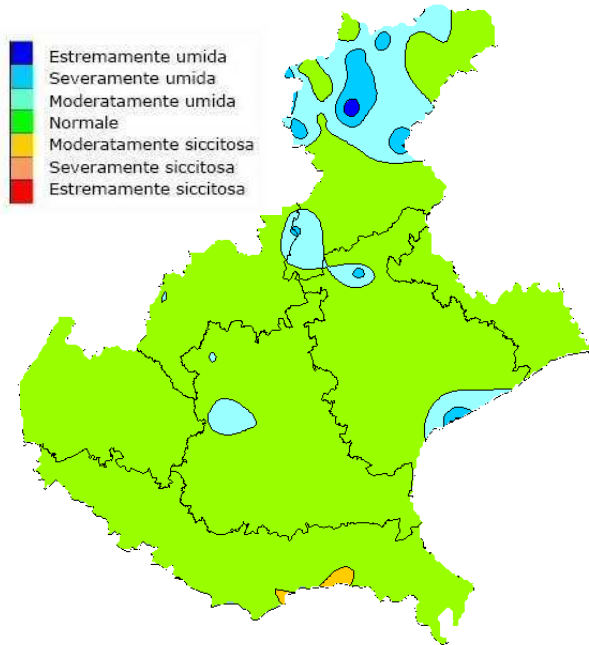 Estremamente umida
Severamente umida
Moderatamente umida
Normale
Moderatamente siccitosa
Severamente siccitosa
Estremamente siccitosa